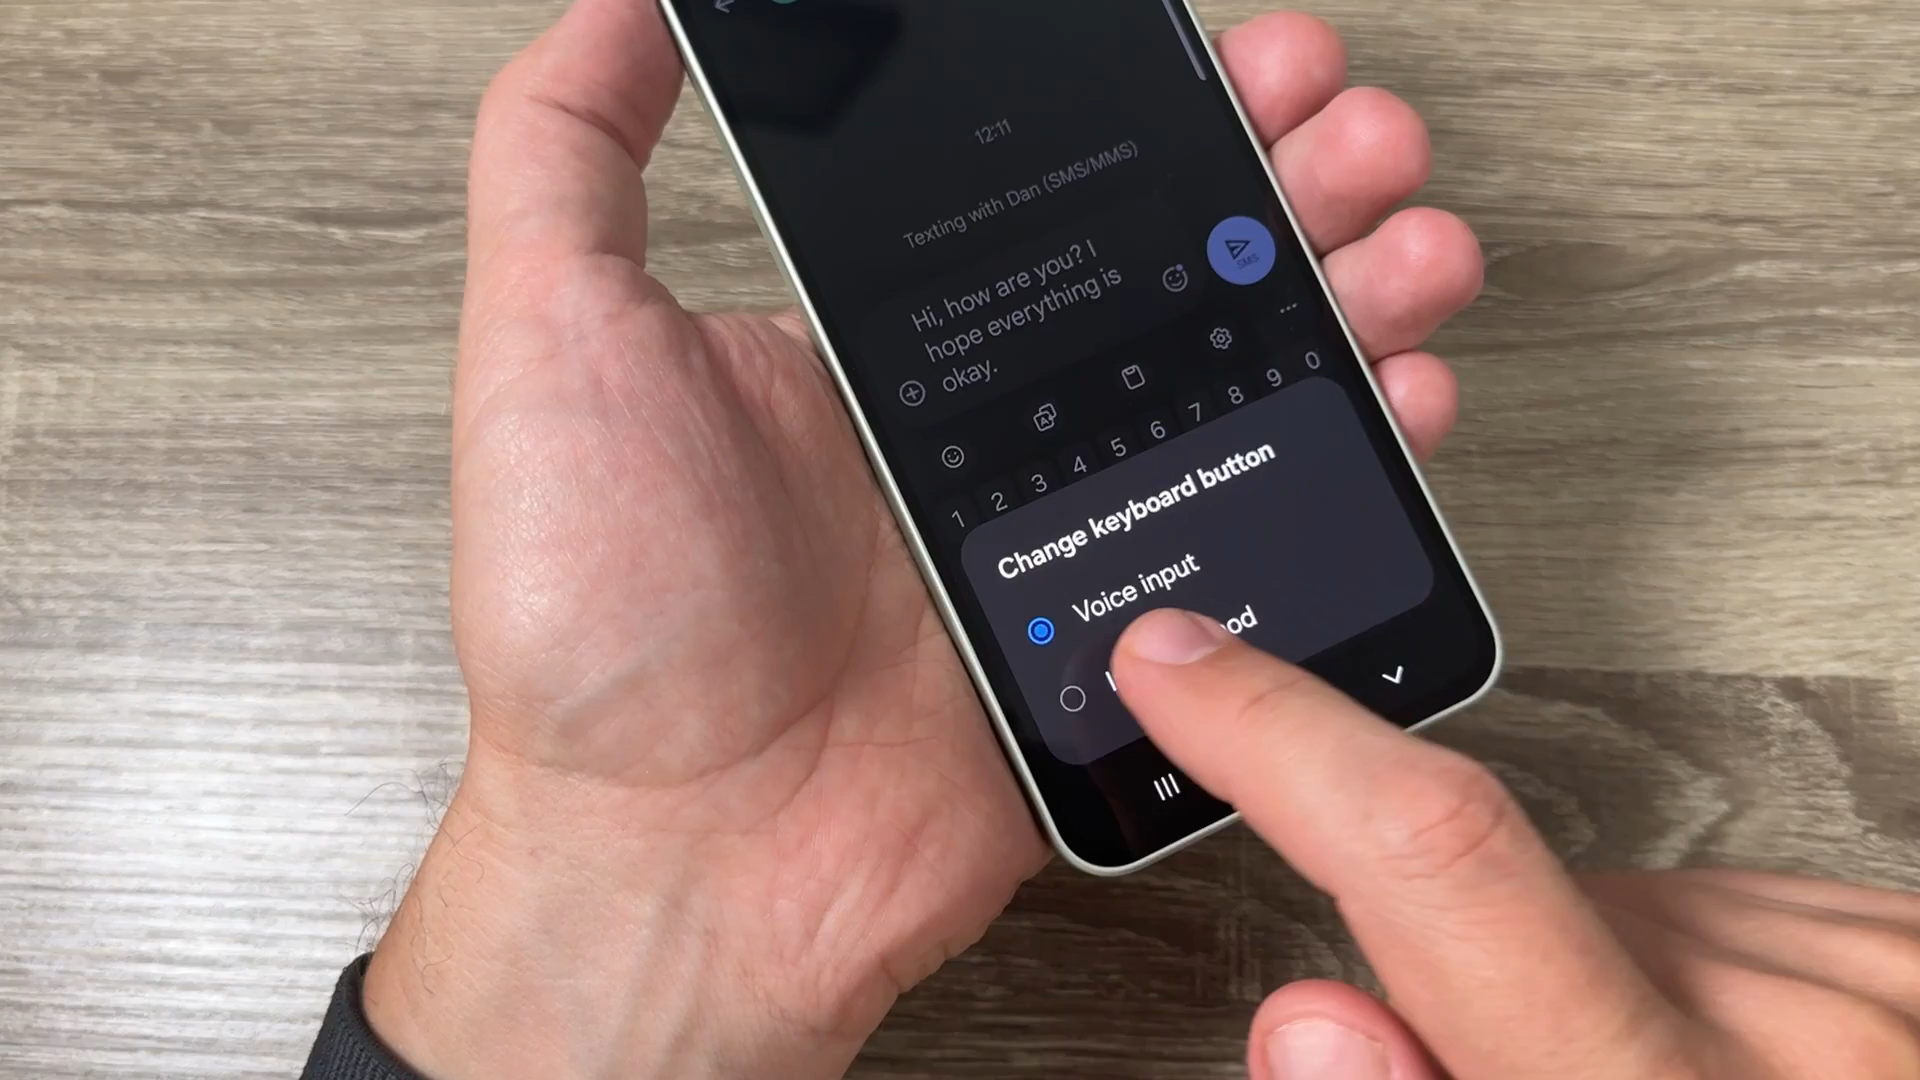 12:11
Texting with Dan (SMS/MMS)
Hi, how are you? I
hope everything is
okay.
SMS
1 2 3 4 5 6 7 8 9 0
Change keyboard button
Voice input